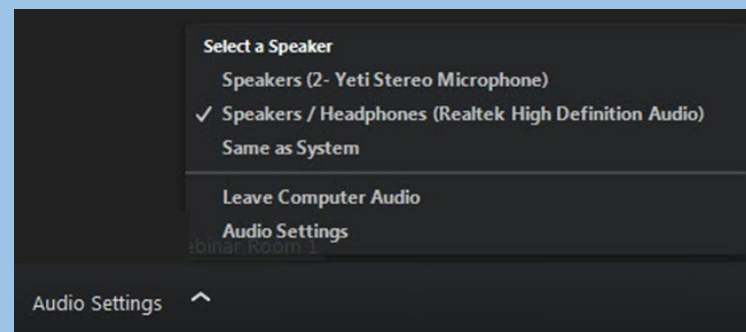 Select a Speaker
Speakers (2- Yeti Stereo Microphone)
✓ Speakers / Headphones (Realtek High Definition Audio)
Same as System
Leave Computer Audio
Audio Settings
ebinar Room 1
Audio Settings